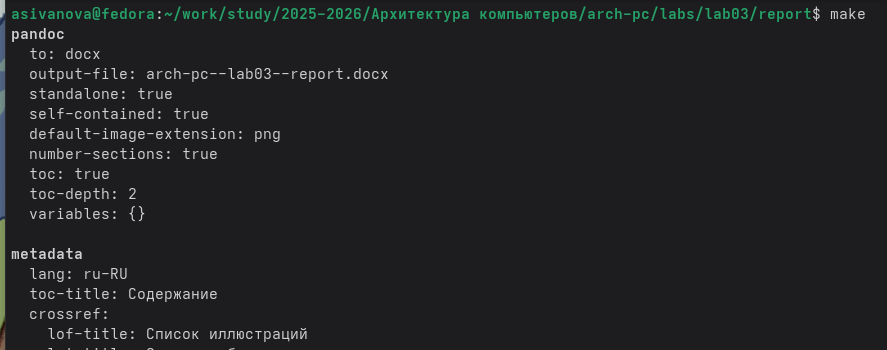 asivanova@fedora:~/work/study/2025-2026/Архитектура компьютеров/arch-pc/labs/lab03/report$ make
pandoc
  to: docx
  output-file: arch-pc--lab03--report.docx
  standalone: true
  self-contained: true
  default-image-extension: png
  number-sections: true
  toc: true
  toc-depth: 2
  variables: {}

metadata
  lang: ru-RU
  toc-title: Содержание
  crossref:
    lof-title: Список иллюстраций